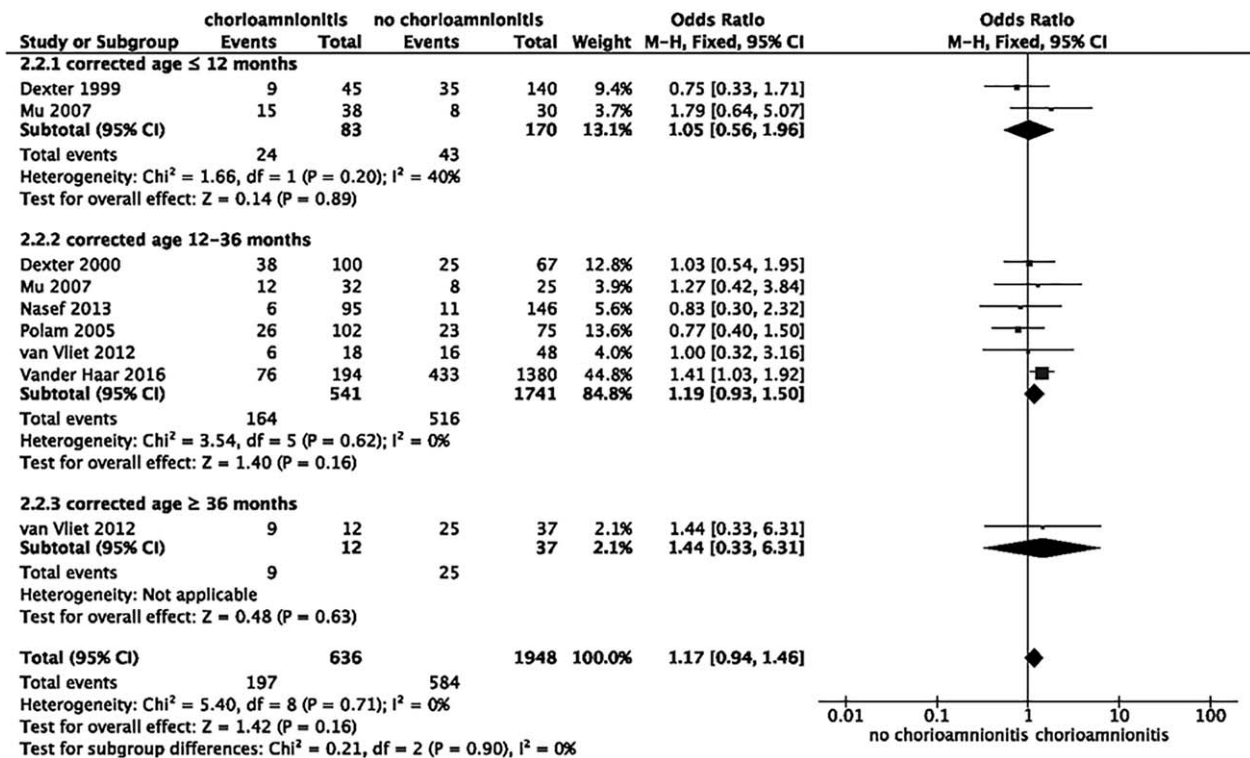 chorioamnionitis no chorioamnionitis Odds Ratio Odds Ratio
Study or Subgroup Events Total Events Total Weight M-H, Fixed, 95% CI M-H, Fixed, 95% CI
2.2.1 corrected age ≤ 12 months
Dexter 1999 9 45 35 140 9.4% 0.75 [0.33, 1.71]
Mu 2007 15 38 8 30 3.7% 1.79 [0.64, 5.07]
Subtotal (95% CI) 83 170 13.1% 1.05 [0.56, 1.96]
Total events 24 43
Heterogeneity: Chi² = 1.66, df = 1 (P = 0.20); I² = 40%
Test for overall effect: Z = 0.14 (P = 0.89)
2.2.2 corrected age 12–36 months
Dexter 2000 38 100 25 67 12.8% 1.03 [0.54, 1.95]
Mu 2007 12 32 8 25 3.9% 1.27 [0.42, 3.84]
Nasef 2013 6 95 11 146 5.6% 0.83 [0.30, 2.32]
Polam 2005 26 102 23 75 13.6% 0.77 [0.40, 1.50]
van Vliet 2012 6 18 16 48 4.0% 1.00 [0.32, 3.16]
Vander Haar 2016 76 194 433 1380 44.8% 1.41 [1.03, 1.92]
Subtotal (95% CI) 541 1741 84.8% 1.19 [0.93, 1.50]
Total events 164 516
Heterogeneity: Chi² = 3.54, df = 5 (P = 0.62); I² = 0%
Test for overall effect: Z = 1.40 (P = 0.16)
2.2.3 corrected age ≥ 36 months
van Vliet 2012 9 12 25 37 2.1% 1.44 [0.33, 6.31]
Subtotal (95% CI) 12 37 2.1% 1.44 [0.33, 6.31]
Total events 9 25
Heterogeneity: Not applicable
Test for overall effect: Z = 0.48 (P = 0.63)
Total (95% CI) 636 1948 100.0% 1.17 [0.94, 1.46]
Total events 197 584
Heterogeneity: Chi² = 5.40, df = 8 (P = 0.71); I² = 0%
Test for overall effect: Z = 1.42 (P = 0.16)
Test for subgroup differences: Chi² = 0.21, df = 2 (P = 0.90), I² = 0%
0.01 0.1 1 10 100
no chorioamnionitis chorioamnionitis